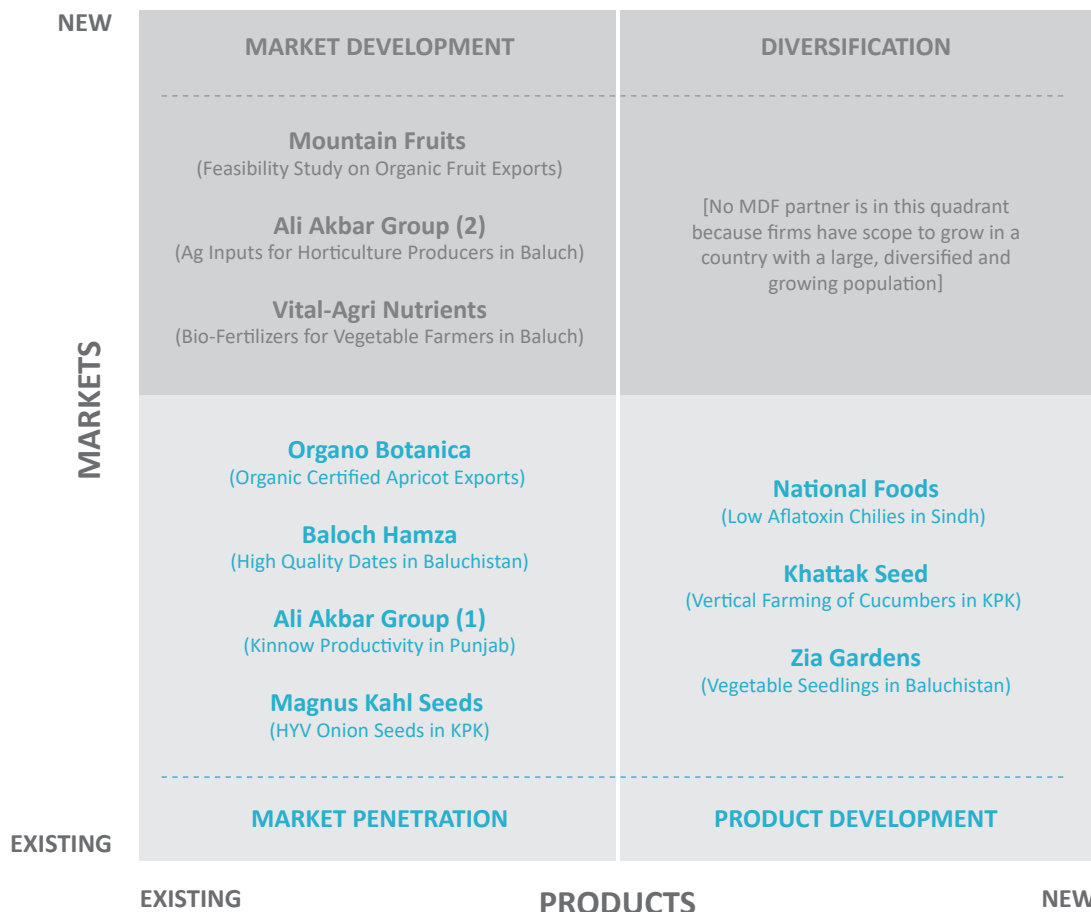 NEW
MARKET DEVELOPMENT
DIVERSIFICATION
Mountain Fruits
(Feasibility Study on Organic Fruit Exports)
Ali Akbar Group (2)
(Ag Inputs for Horticulture Producers in Baluch)
Vital-Agri Nutrients
(Bio-Fertilizers for Vegetable Farmers in Baluch)
[No MDF partner is in this quadrant
because firms have scope to grow in a
country with a large, diversified and
growing population]
MARKETS
Organo Botanica
(Organic Certified Apricot Exports)
Baloch Hamza
(High Quality Dates in Baluchistan)
Ali Akbar Group (1)
(Kinnow Productivity in Punjab)
Magnus Kahl Seeds
(HYV Onion Seeds in KPK)
National Foods
(Low Aflatoxin Chilies in Sindh)
Khattak Seed
(Vertical Farming of Cucumbers in KPK)
Zia Gardens
(Vegetable Seedlings in Baluchistan)
MARKET PENETRATION
PRODUCT DEVELOPMENT
EXISTING
EXISTING
PRODUCTS
NEW